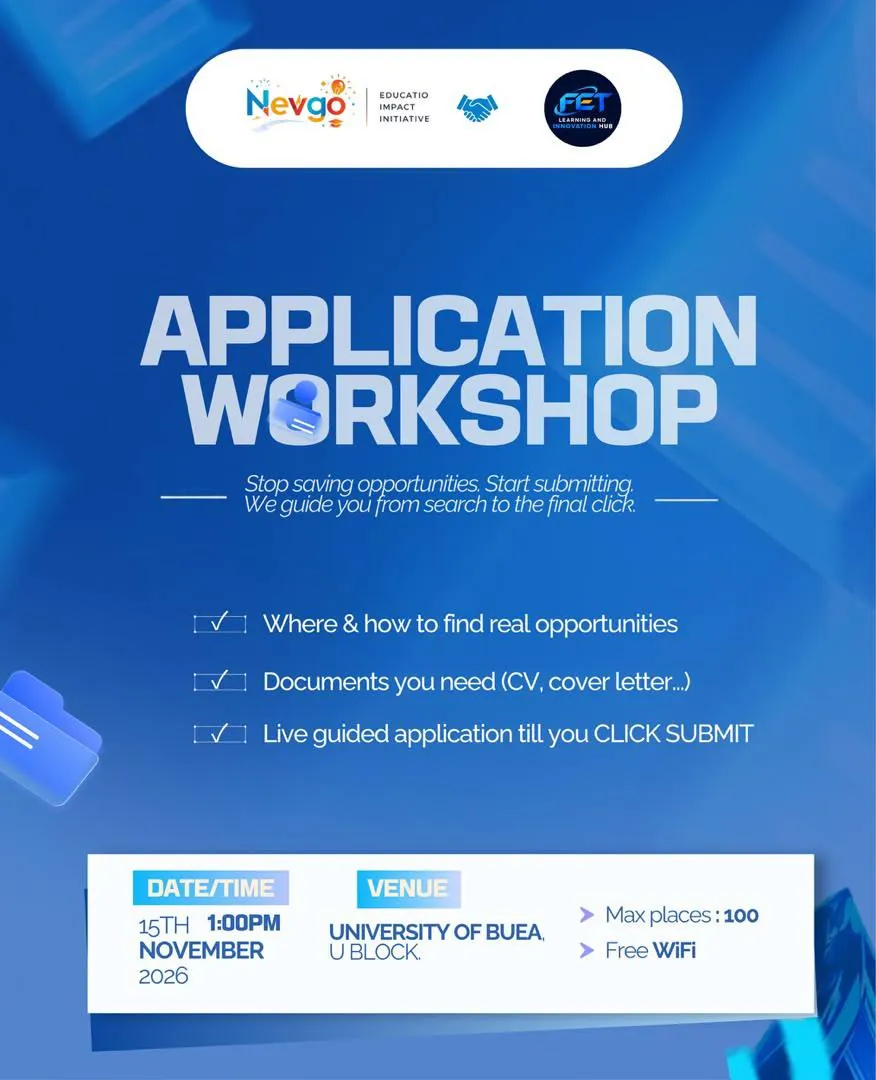 Nevgo
EDUCATIO
IMPACT
INITIATIVE
FET
LEARNING AND
INNOVATION HUB
APPLICATION
WORKSHOP
Stop saving opportunities. Start submitting.
We guide you from search to the final click.
Where & how to find real opportunities
Documents you need (CV, cover letter...)
Live guided application till you CLICK SUBMIT
DATE/TIME
15TH 1:00PM
NOVEMBER
2026
VENUE
UNIVERSITY OF BUEA,
U BLOCK.
Max places : 100
Free WiFi